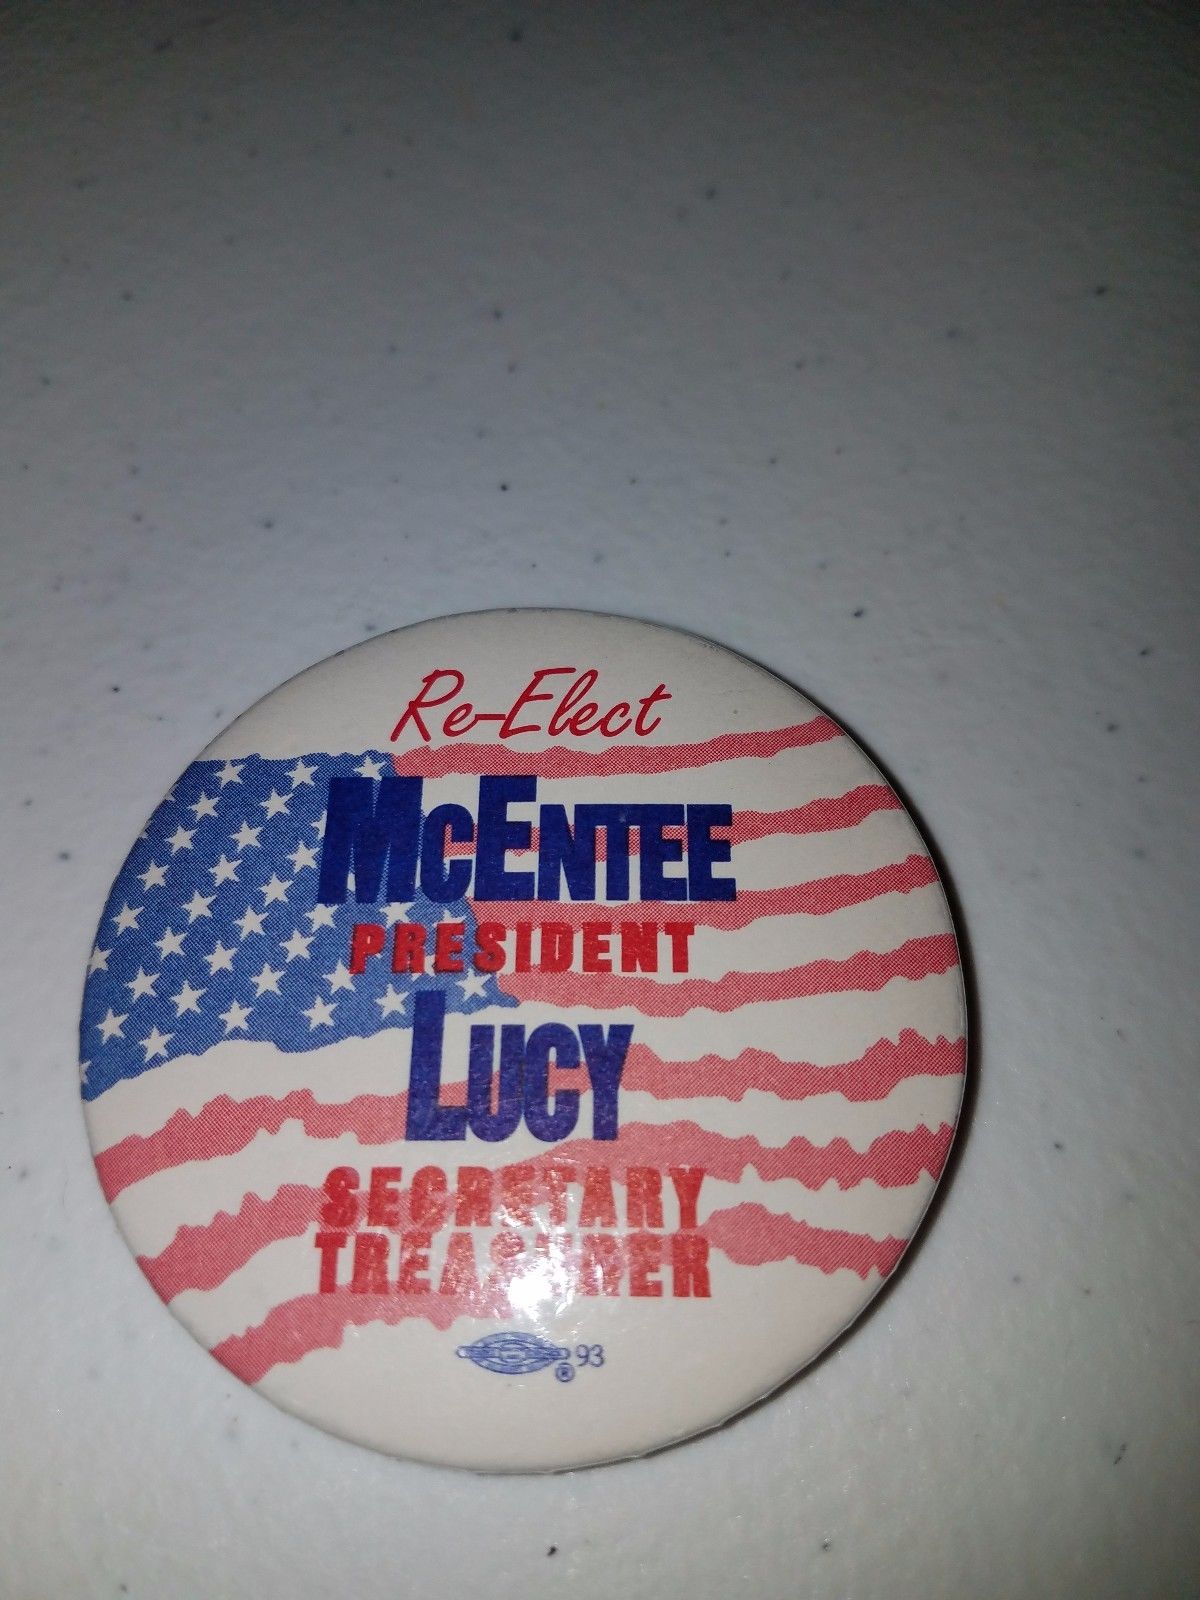 Re-Elect
McEntee
PRESIDENT
Lucy
SECRETARY
TREASURER
® 93